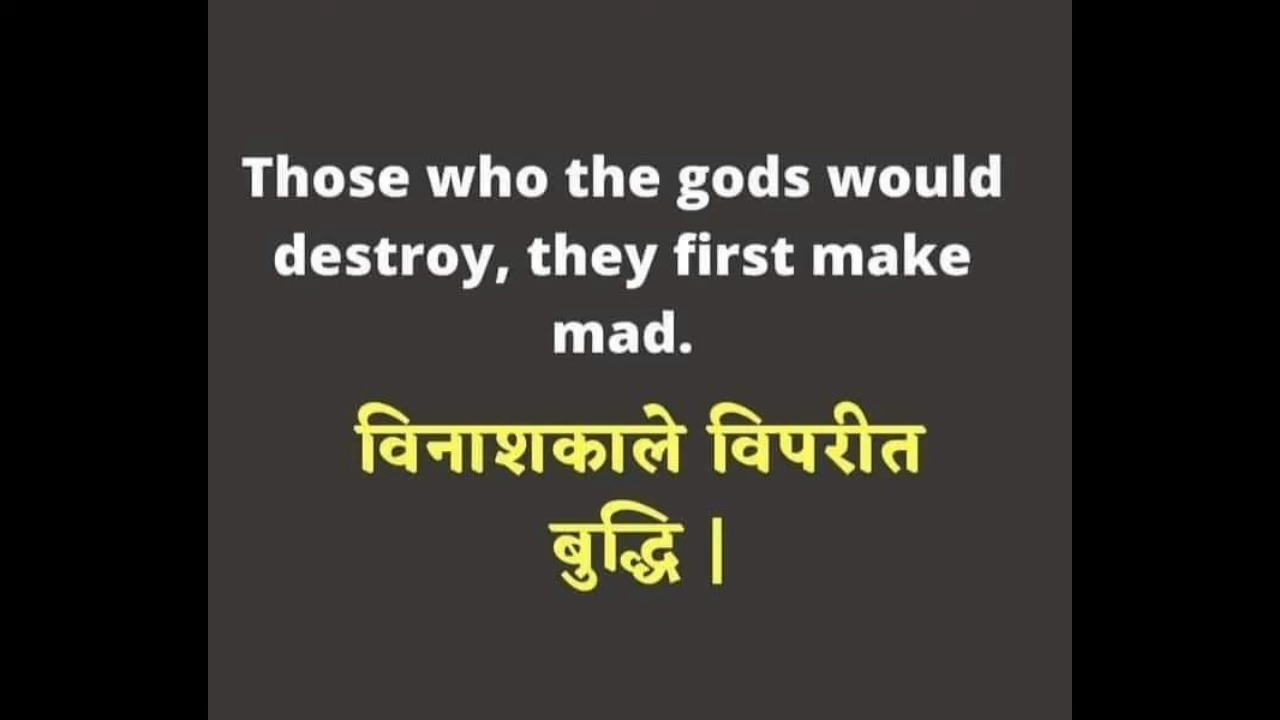 Those who the gods would
destroy, they first make
mad.
विनाशकाले विपरीत
बुद्धि |